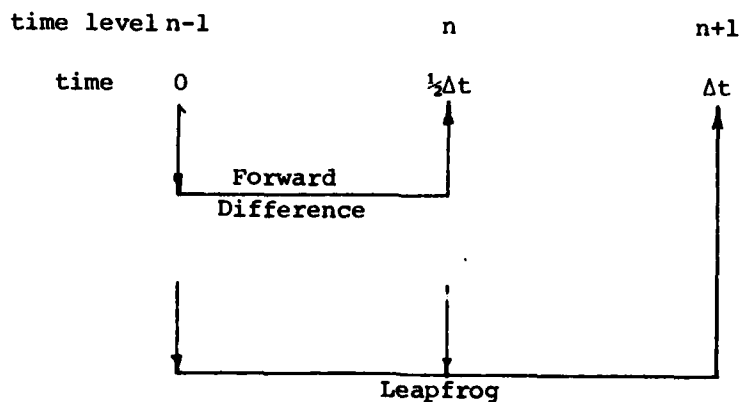 time level n-1 n n+1
time 0 ½Δt Δt
Forward
Difference
Leapfrog